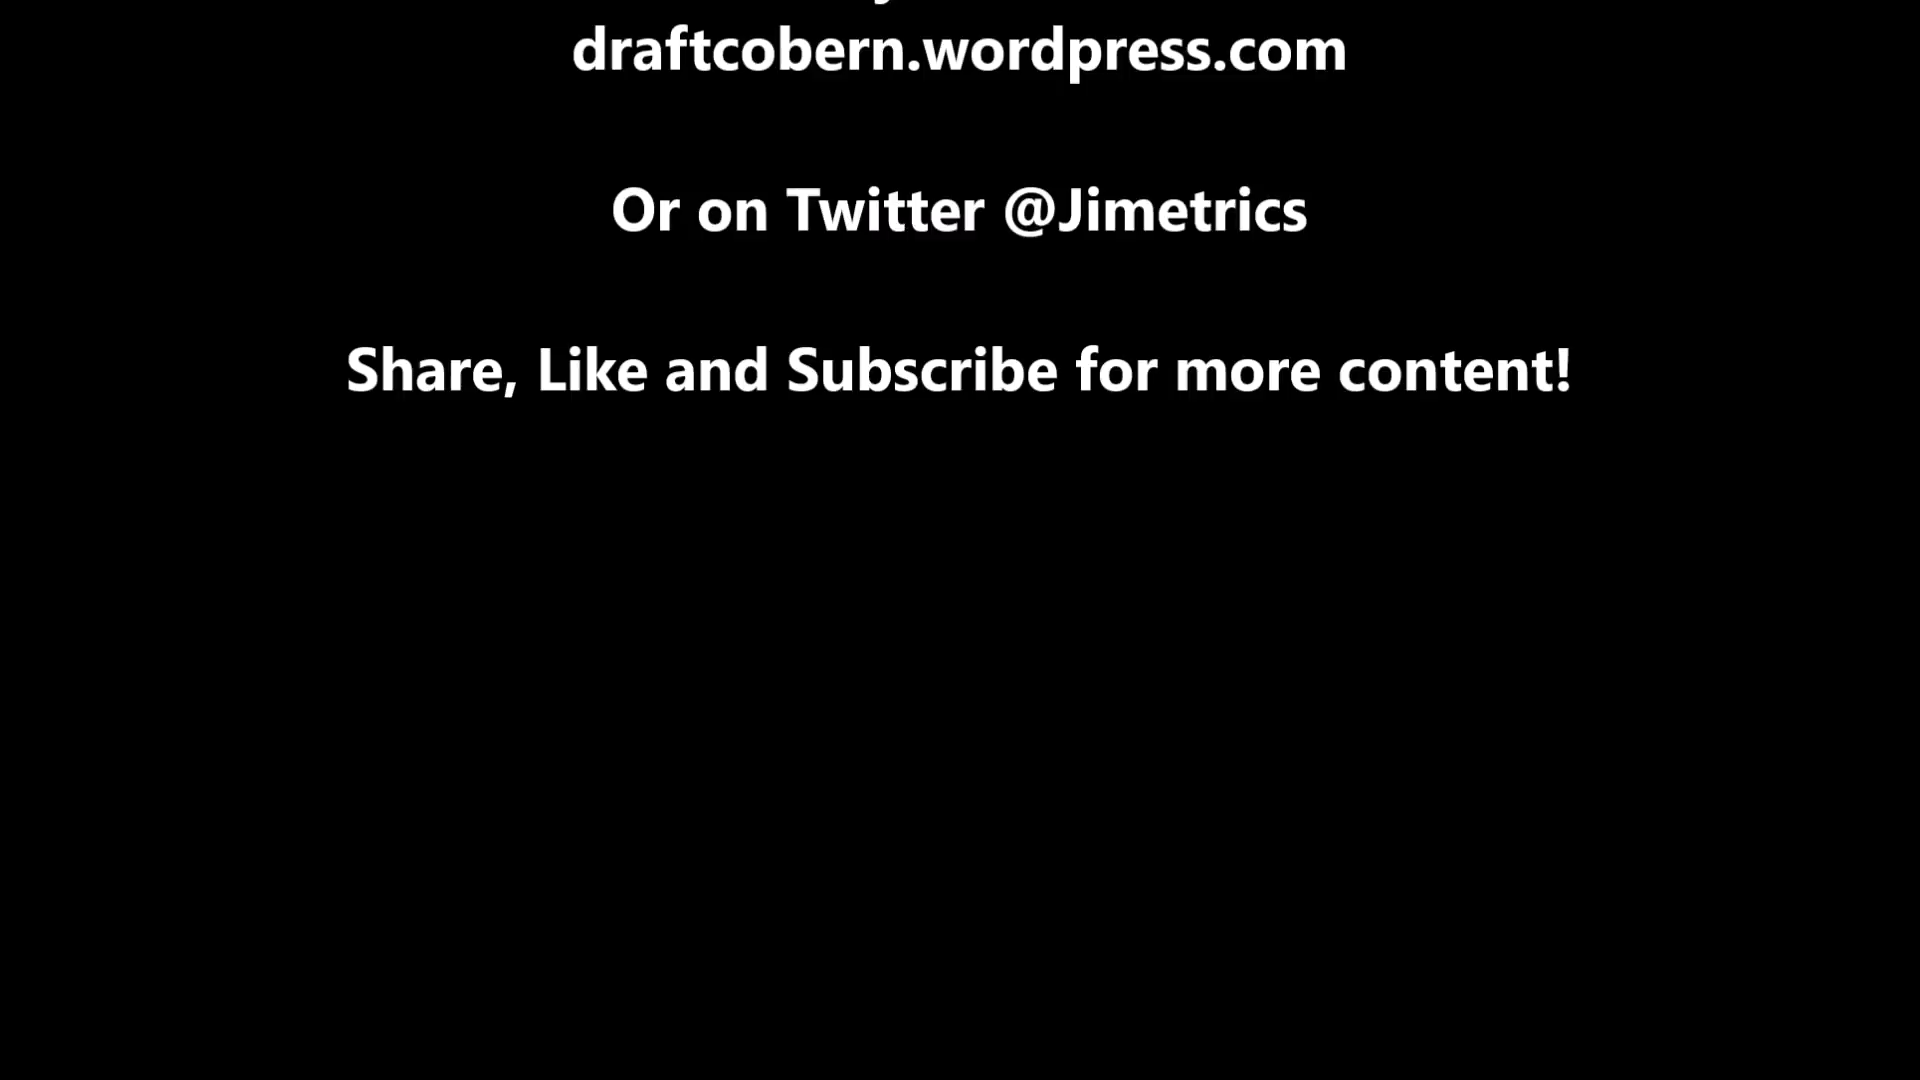 draftcobern.wordpress.com
Or on Twitter @Jimetrics
Share, Like and Subscribe for more content!